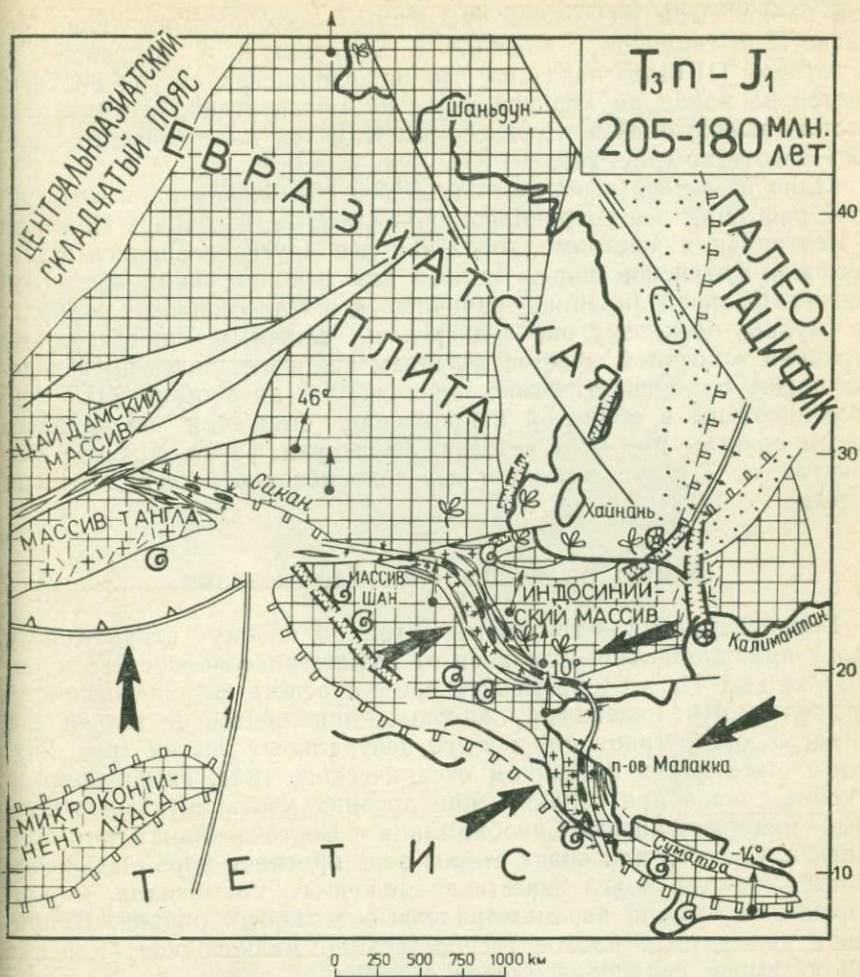 T₃n - J₁
205-180 МЛН. ЛЕТ
ЦЕНТРАЛЬНОАЗИАТСКИЙ
СКЛАДЧАТЫЙ ПОЯС
ЕВРАЗИАТСКАЯ
ПЛИТА
Шаньдун
ПАЛЕО-
ПАЦИФИК
40
46°
ЦАЙДАМСКИЙ
МАССИВ
30
Сикан
Хайнань
МАССИВ ТАНГЛА
МАССИВ
ШАН
ИНДОСИНИЙ-
СКИЙ МАССИВ
Калимантан
10°
20
п-ов Малакка
МИКРОКОНТИ-
НЕНТ ЛХАСА
ТЕТИС
Суматра
-14°
10
0 250 500 750 1000 км